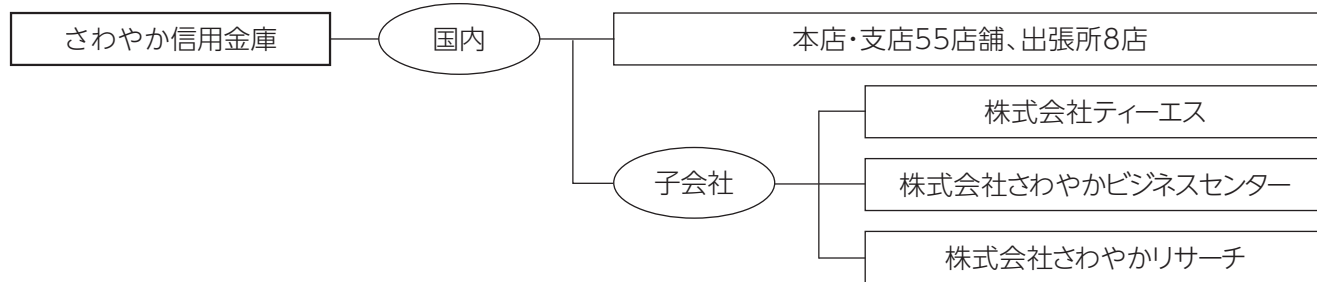 さわやか信用金庫
国内
本店・支店55店舗、出張所8店
株式会社ティーエス
子会社
株式会社さわやかビジネスセンター
株式会社さわやかリサーチ